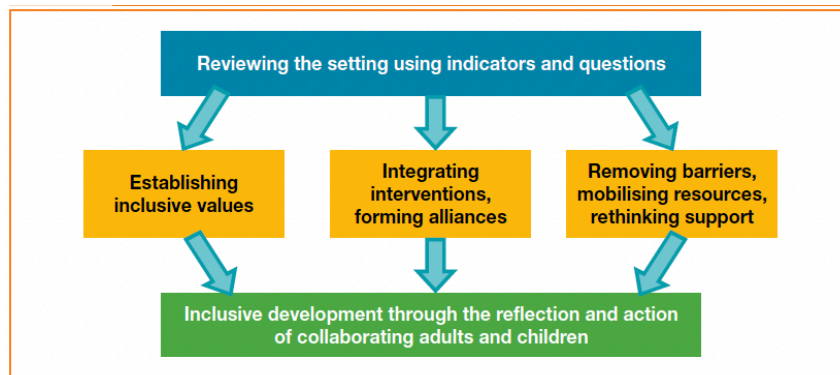 Reviewing the setting using indicators and questions
Establishing
inclusive values
Integrating
interventions,
forming alliances
Removing barriers,
mobilising resources,
rethinking support
Inclusive development through the reflection and action
of collaborating adults and children